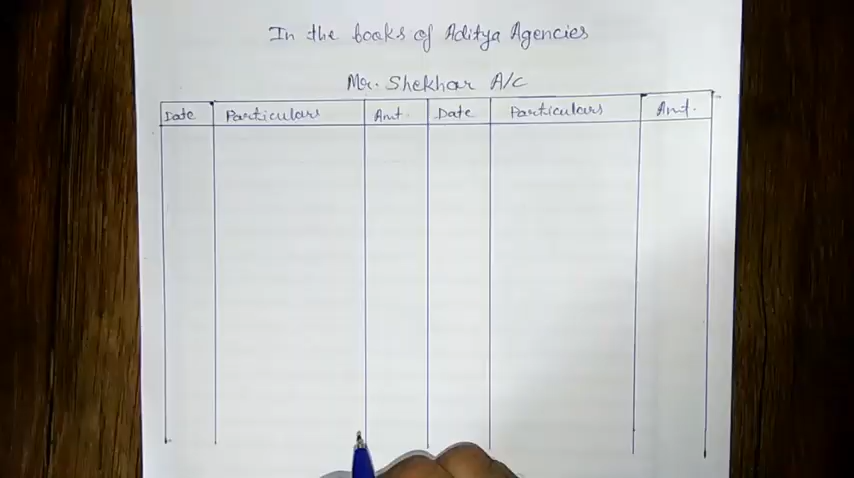 In the books of Aditya Agencies
Mr. Shekhar A/C
Date Particulars Amt. Date Particulars Amt.